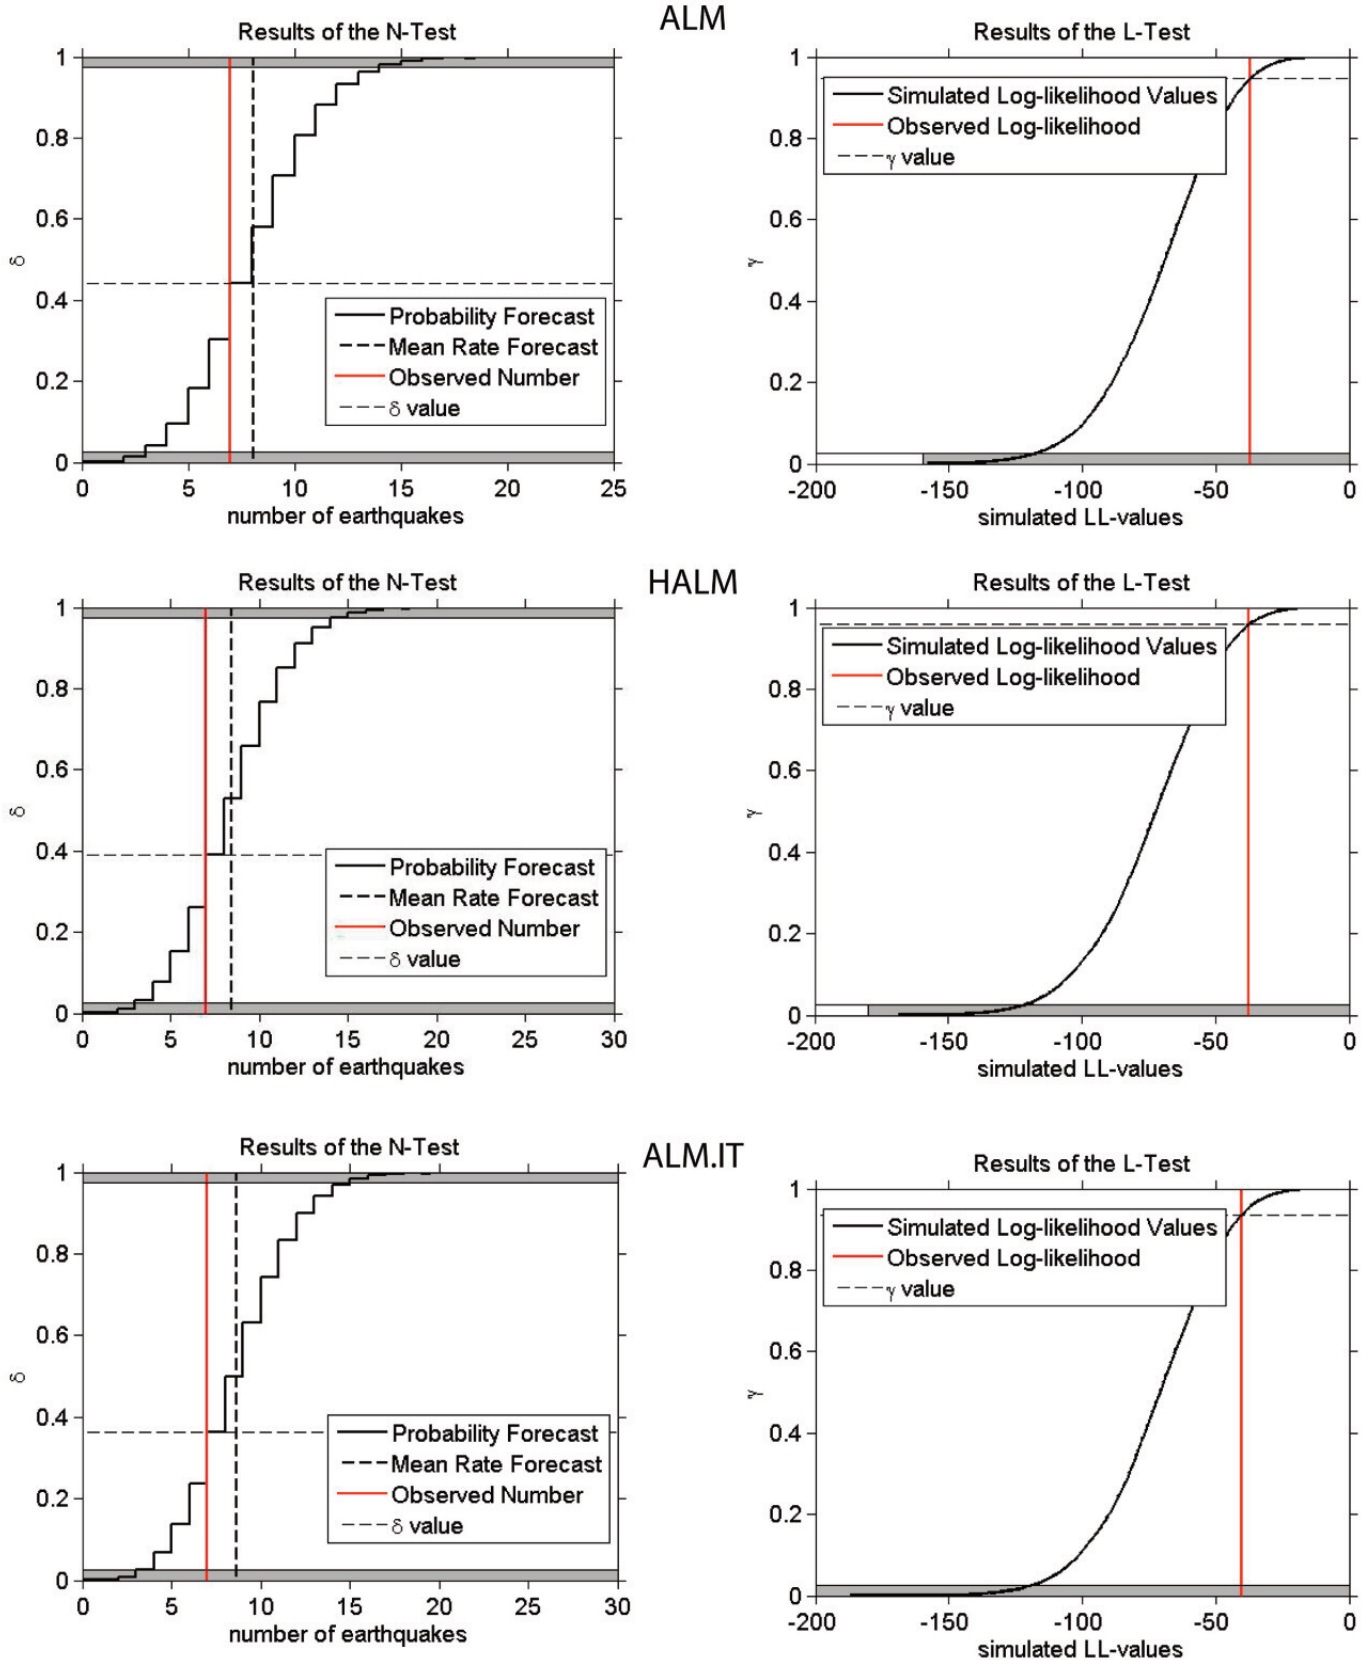 ALM
Results of the N-Test
1
0.8
0.6
0.4
0.2
0
δ
Probability Forecast
Mean Rate Forecast
Observed Number
δ value
0 5 10 15 20 25
number of earthquakes
Results of the L-Test
1
0.8
0.6
0.4
0.2
0
γ
Simulated Log-likelihood Values
Observed Log-likelihood
γ value
-200 -150 -100 -50 0
simulated LL-values
HALM
Results of the N-Test
1
0.8
0.6
0.4
0.2
0
δ
Probability Forecast
Mean Rate Forecast
Observed Number
δ value
0 5 10 15 20 25 30
number of earthquakes
Results of the L-Test
1
0.8
0.6
0.4
0.2
0
γ
Simulated Log-likelihood Values
Observed Log-likelihood
γ value
-200 -150 -100 -50 0
simulated LL-values
ALM.IT
Results of the N-Test
1
0.8
0.6
0.4
0.2
0
δ
Probability Forecast
Mean Rate Forecast
Observed Number
δ value
0 5 10 15 20 25 30
number of earthquakes
Results of the L-Test
1
0.8
0.6
0.4
0.2
0
γ
Simulated Log-likelihood Values
Observed Log-likelihood
γ value
-200 -150 -100 -50 0
simulated LL-values